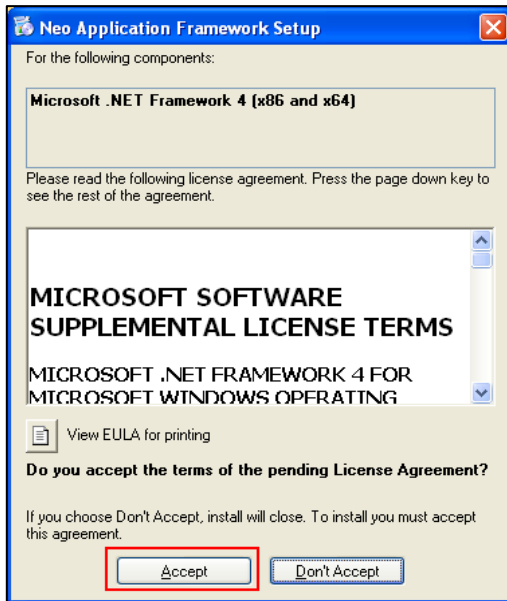 Neo Application Framework Setup
For the following components:
Microsoft .NET Framework 4 (x86 and x64)
Please read the following license agreement. Press the page down key to
see the rest of the agreement.
MICROSOFT SOFTWARE
SUPPLEMENTAL LICENSE TERMS
MICROSOFT .NET FRAMEWORK 4 FOR
MICROSOFT WINDOWS OPERATING
View EULA for printing
Do you accept the terms of the pending License Agreement?
If you choose Don't Accept, install will close. To install you must accept
this agreement.
Accept Don't Accept